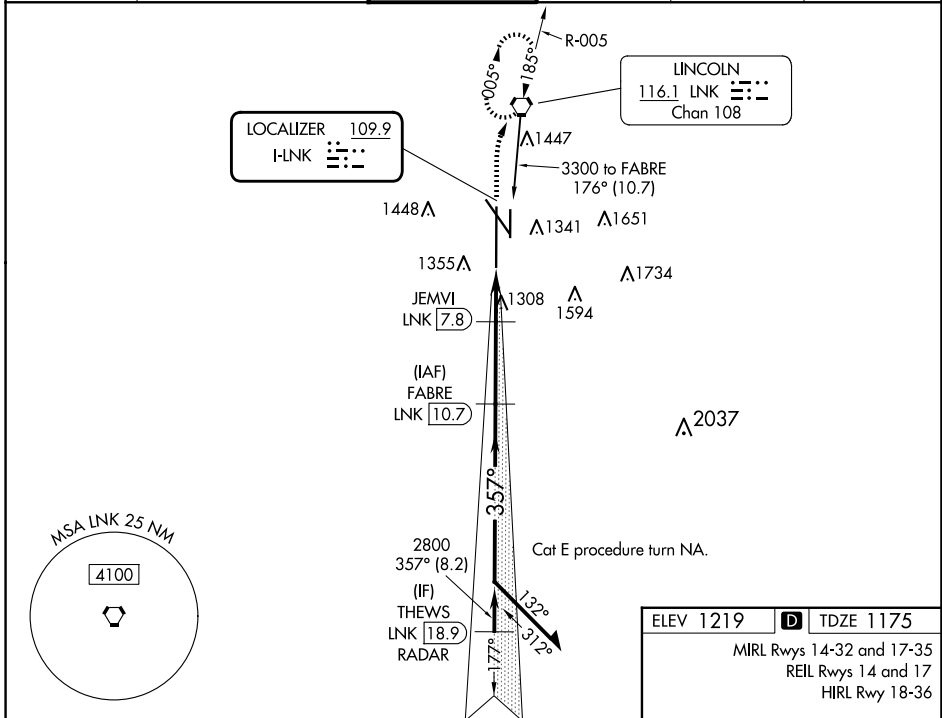 R-005
005°
185°
LINCOLN
116.1 LNK
Chan 108
LOCALIZER 109.9
I-LNK
1447
3300 to FABRE
176° (10.7)
1448
1341
1651
1355
1734
JEMVI
LNK 7.8
1308
1594
(IAF)
FABRE
LNK 10.7
2037
357°
MSA LNK 25 NM
4100
2800
357° (8.2)
Cat E procedure turn NA.
(IF)
THEWS
LNK 18.9
RADAR
132°
312°
177°
ELEV 1219 D TDZE 1175
MIRL Rwys 14-32 and 17-35
REIL Rwys 14 and 17
HIRL Rwy 18-36